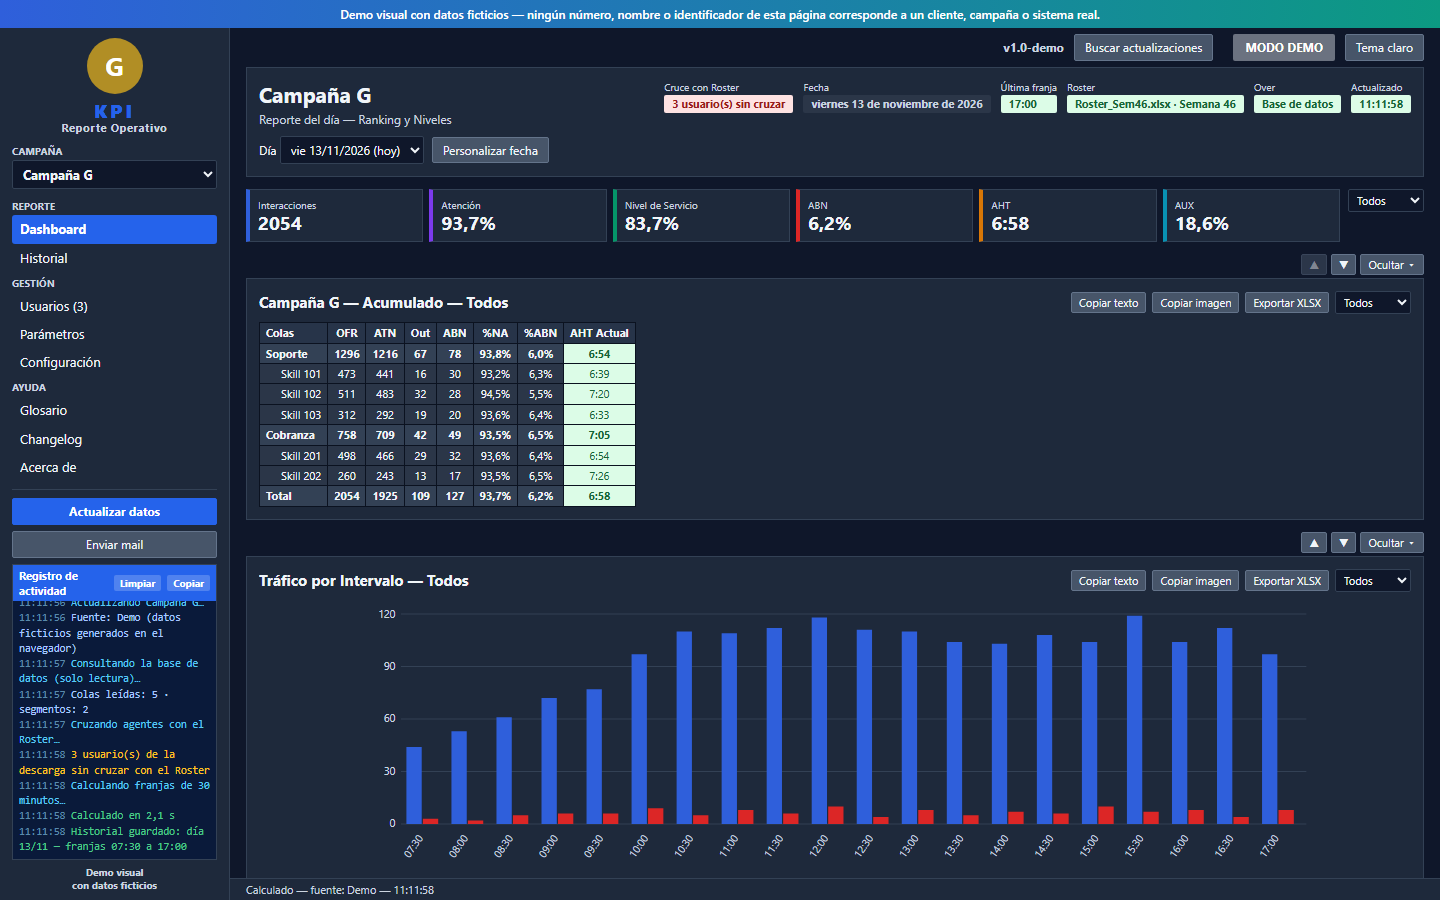 Demo visual con datos ficticios — ningún número, nombre o identificador de esta página corresponde a un cliente, campaña o sistema real.
G
KPI
Reporte Operativo
CAMPAÑA
Campaña G
REPORTE
Dashboard
Historial
GESTIÓN
Usuarios (3)
Parámetros
Configuración
AYUDA
Glosario
Changelog
Acerca de
Actualizar datos
Enviar mail
Registro de actividad Limpiar Copiar
11:11:56 Actualizando Campaña G…
11:11:56 Fuente: Demo (datos
ficticios generados en el
navegador)
11:11:57 Consultando la base de
datos (solo lectura)…
11:11:57 Colas leídas: 5 ·
segmentos: 2
11:11:57 Cruzando agentes con el
Roster…
11:11:58 3 usuario(s) de la
descarga sin cruzar con el Roster
11:11:58 Calculando franjas de 30
minutos…
11:11:58 Calculado en 2,1 s
11:11:58 Historial guardado: día
13/11 — franjas 07:30 a 17:00
Demo visual
con datos ficticios
v1.0-demo Buscar actualizaciones MODO DEMO Tema claro
Campaña G
Reporte del día — Ranking y Niveles
Cruce con Roster Fecha Última franja Roster Over Actualizado
3 usuario(s) sin cruzar viernes 13 de noviembre de 2026 17:00 Roster_Sem46.xlsx · Semana 46 Base de datos 11:11:58
Día vie 13/11/2026 (hoy) Personalizar fecha
Interacciones Atención Nivel de Servicio ABN AHT AUX
2054 93,7% 83,7% 6,2% 6:58 18,6% Todos
▲ ▼ Ocultar
Campaña G — Acumulado — Todos Copiar texto Copiar imagen Exportar XLSX Todos
Colas OFR ATN Out ABN %NA %ABN AHT Actual
Soporte 1296 1216 67 78 93,8% 6,0% 6:54
Skill 101 473 441 16 30 93,2% 6,3% 6:39
Skill 102 511 483 32 28 94,5% 5,5% 7:20
Skill 103 312 292 19 20 93,6% 6,4% 6:33
Cobranza 758 709 42 49 93,5% 6,5% 7:05
Skill 201 498 466 29 32 93,6% 6,4% 6:54
Skill 202 260 243 13 17 93,5% 6,5% 7:26
Total 2054 1925 109 127 93,7% 6,2% 6:58
▲ ▼ Ocultar
Tráfico por Intervalo — Todos Copiar texto Copiar imagen Exportar XLSX Todos
120
90
60
30
0
07:30 08:00 08:30 09:00 09:30 10:00 10:30 11:00 11:30 12:00 12:30 13:00 13:30 14:00 14:30 15:00 15:30 16:00 16:30 17:00
Calculado — fuente: Demo — 11:11:58